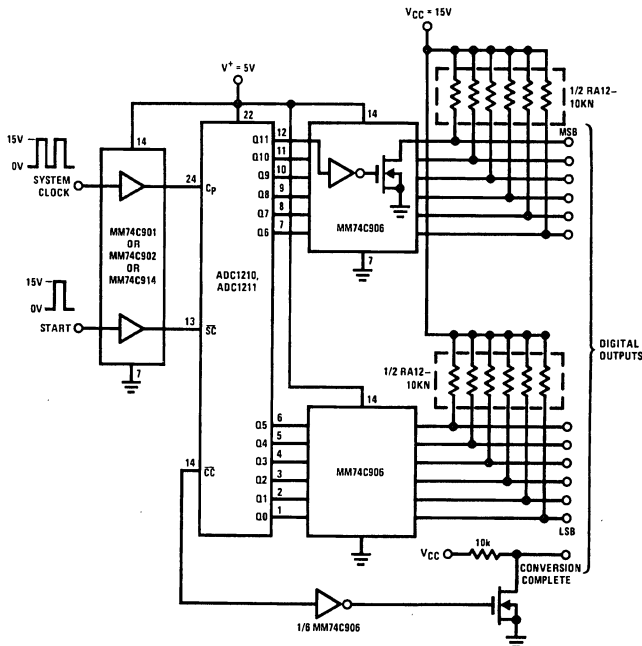 VCC = 15V
V+ = 5V
1/2 RA12-
10KN
MSB
14
22
14
15V
0V
SYSTEM
CLOCK
24
CP
Q11
12
Q10
11
Q9
10
Q8
9
Q7
8
Q6
7
MM74C906
7
MM74C901
OR
MM74C902
OR
MM74C914
ADC1210,
ADC1211
15V
0V
START
13
SC
7
DIGITAL
OUTPUTS
1/2 RA12-
10KN
14
Q5
6
Q4
5
Q3
4
Q2
3
Q1
2
Q0
1
MM74C906
LSB
14
CC
VCC
10k
CONVERSION
COMPLETE
1/6 MM74C906